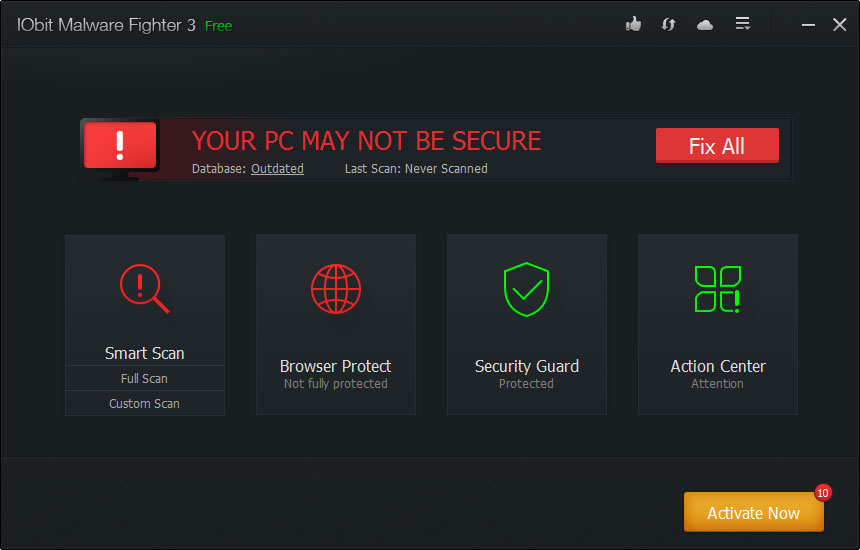 IObit Malware Fighter 3 Free
!
YOUR PC MAY NOT BE SECURE
Fix All
Database: Outdated Last Scan: Never Scanned
Smart Scan
Full Scan
Custom Scan
Browser Protect
Not fully protected
Security Guard
Protected
Action Center
Attention
10
Activate Now